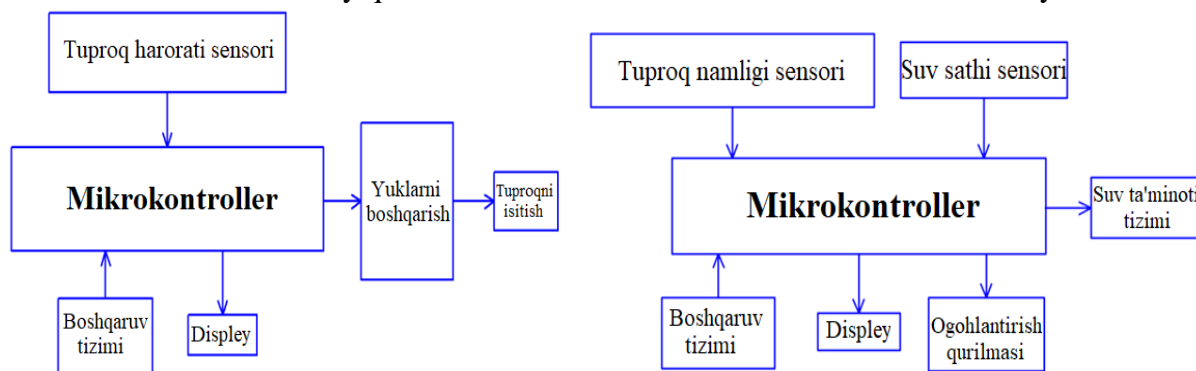 Tuproq harorati sensori
Mikrokontroller
Yuklarni
boshqarish
Tuproqni
isitish
Boshqaruv
tizimi
Displey
Tuproq namligi sensori
Suv sathi sensori
Mikrokontroller
Suv ta'minoti
tizimi
Boshqaruv
tizimi
Displey
Ogohlantirish
qurilmasi